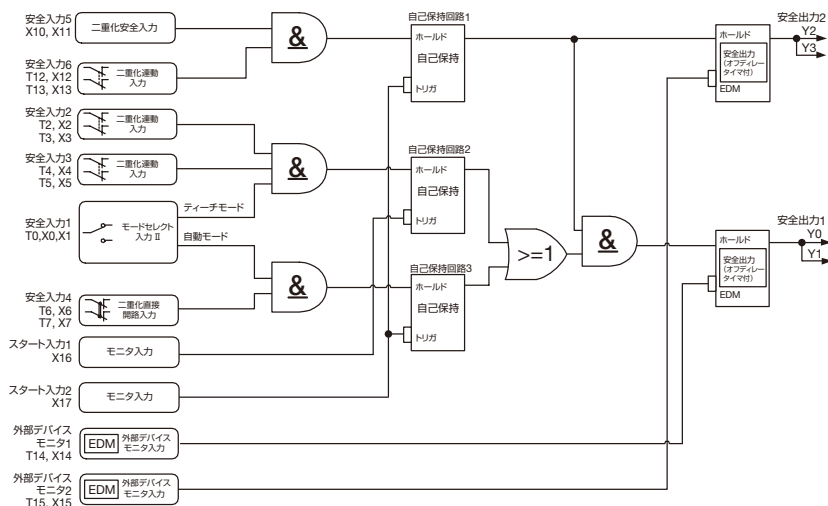 安全入力5
X10, X11
二重化安全入力
安全入力6
T12, X12
T13, X13
二重化連動
入力
安全入力2
T2, X2
T3, X3
二重化連動
入力
安全入力3
T4, X4
T5, X5
二重化連動
入力
安全入力1
T0,X0,X1
モードセレクト
入力 II
ティーチモード
自動モード
安全入力4
T6, X6
T7, X7
二重化直接
開路入力
スタート入力1
X16
モニタ入力
スタート入力2
X17
モニタ入力
外部デバイス
モニタ1
T14, X14
EDM 外部デバイス
モニタ入力
外部デバイス
モニタ2
T15, X15
EDM 外部デバイス
モニタ入力
&
&
&
自己保持回路1
ホールド
自己保持
トリガ
自己保持回路2
ホールド
自己保持
トリガ
自己保持回路3
ホールド
自己保持
トリガ
>=1
&
安全出力2
ホールド
安全出力
(オフディレー
タイマ付)
EDM
Y2
Y3
安全出力1
ホールド
安全出力
(オフディレー
タイマ付)
EDM
Y0
Y1